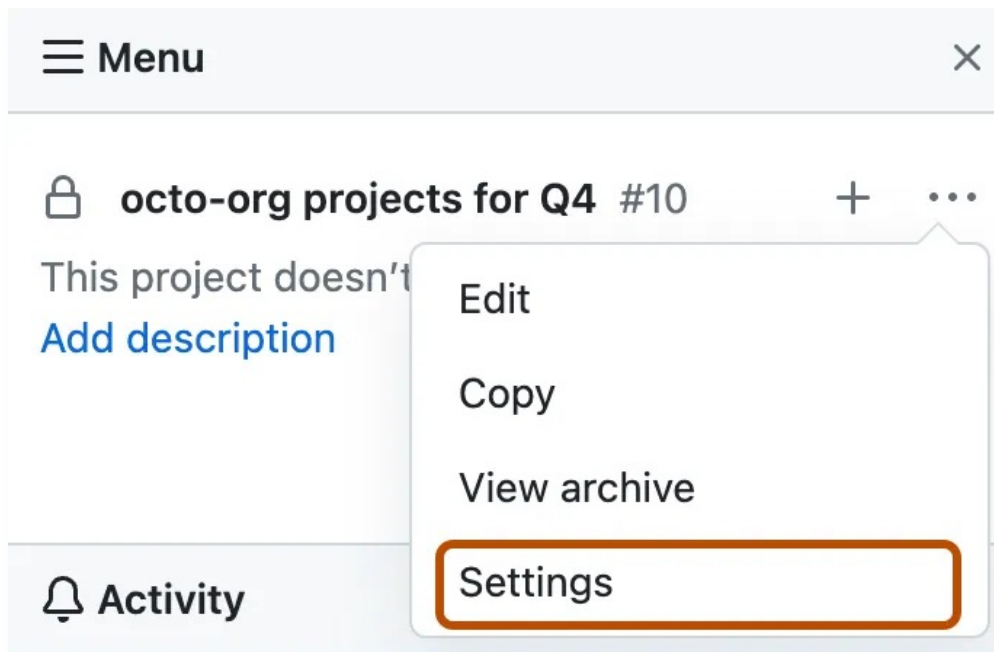 Menu
octo-org projects for Q4 #10
This project doesn’t
Add description
Edit
Copy
View archive
Settings
Activity